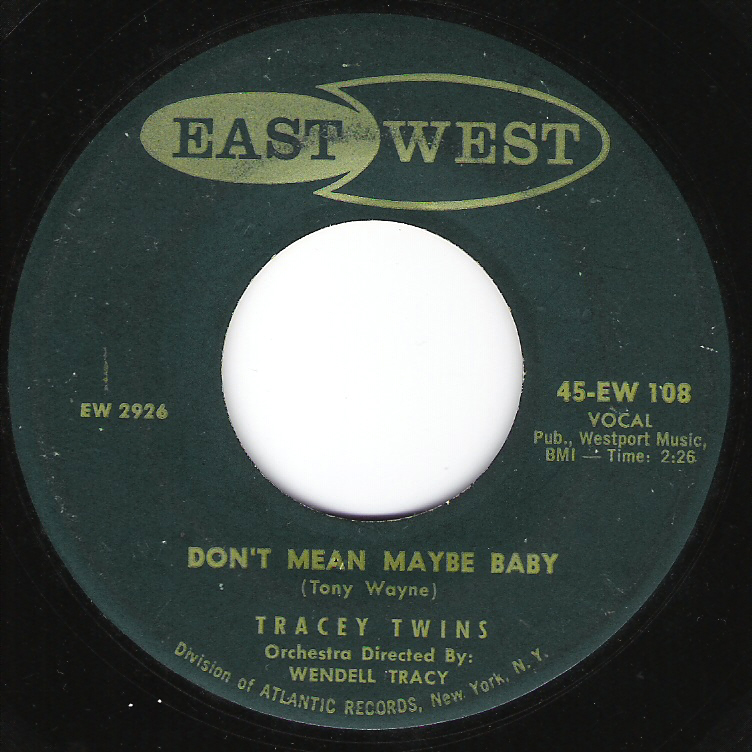 EAST WEST
EW 2926
45-EW 108
VOCAL
Pub., Westport Music,
BMI — Time: 2:26
DON'T MEAN MAYBE BABY
(Tony Wayne)
TRACEY TWINS
Orchestra Directed By:
WENDELL TRACY
Division of ATLANTIC RECORDS, New York, N. Y.